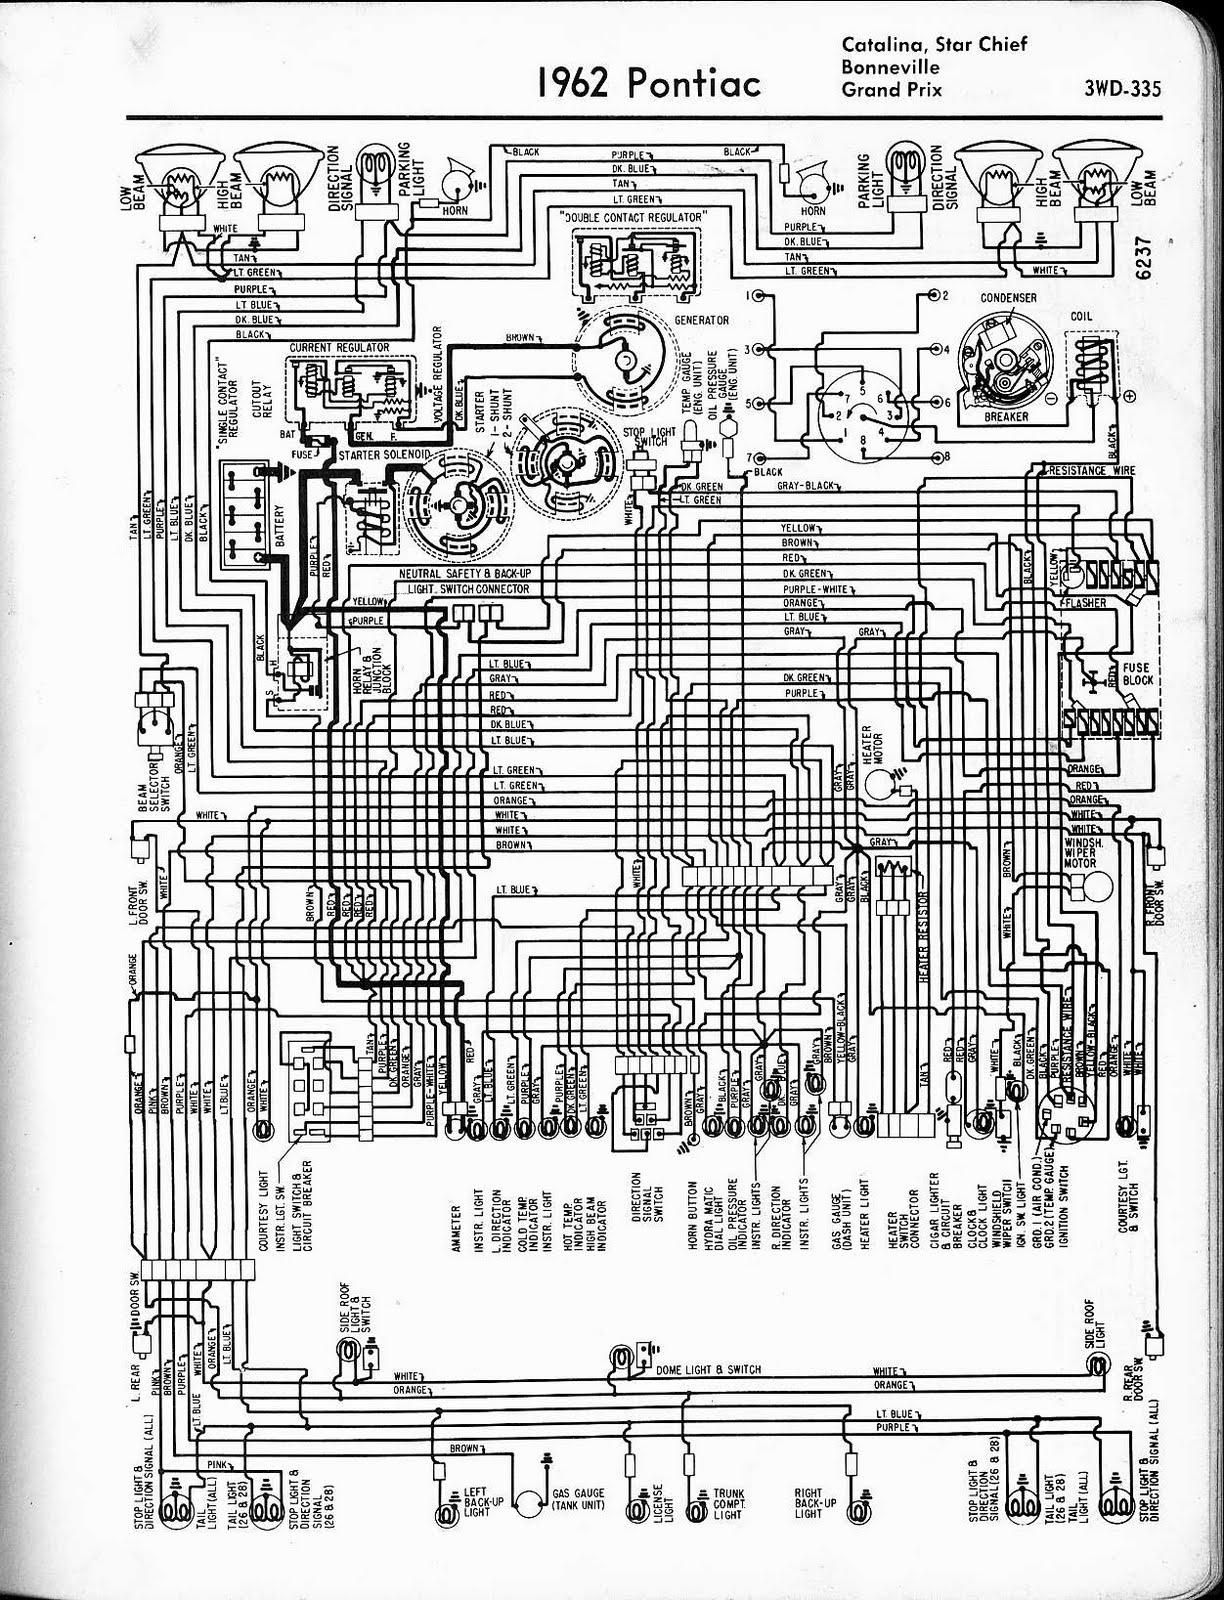 Catalina, Star Chief
Bonneville
Grand Prix
1962 Pontiac
3WD-335
LOW BEAM
HIGH BEAM
DIRECTION SIGNAL
PARKING LIGHT
HORN
BLACK
PURPLE
DK. BLUE
TAN
LT. GREEN
BLACK
HORN
PARKING LIGHT
DIRECTION SIGNAL
HIGH BEAM
LOW BEAM
6237
WHITE
TAN
LT. GREEN
PURPLE
LT. BLUE
DK. BLUE
BLACK
"DOUBLE CONTACT REGULATOR"
PURPLE
DK. BLUE
TAN
LT. GREEN
WHITE
GENERATOR
BROWN
CURRENT REGULATOR
VOLTAGE REGULATOR
"SINGLE CONTACT" REGULATOR
CUTOUT RELAY
BAT
GEN.
F.
FUSE
DK. BLUE
STARTER
1- SHUNT
2- SHUNT
STARTER SOLENOID
BATTERY
TEMP. GAUGE (ENG. UNIT)
OIL PRESSURE GAUGE (ENG. UNIT)
STOP LIGHT SWITCH
1 2
3 4
5 6
7 8
CONDENSER
COIL
BREAKER
BLACK
BLACK
RESISTANCE WIRE
DK. GREEN
LT. GREEN
GRAY-BLACK
WHITE
TAN
LT. GREEN
PURPLE
LT. BLUE
DK. BLUE
BLACK
PURPLE
RED
NEUTRAL SAFETY & BACK-UP LIGHT SWITCH CONNECTOR
YELLOW
PURPLE
BLACK
HORN RELAY & JUNCTION BLOCK
YELLOW
BROWN
RED
DK. GREEN
PURPLE-WHITE
ORANGE
LT. BLUE
GRAY
GRAY
BLACK
YELLOW
FLASHER
FUSE BLOCK
RED
LT. BLUE
GRAY
RED
RED
DK. BLUE
LT. BLUE
DK. GREEN
PURPLE
LT. GREEN
LT. GREEN
ORANGE
WHITE
WHITE
BROWN
BEAM SELECTOR SWITCH
ORANGE
LT. GREEN
WHITE
HEATER MOTOR
GRAY
GRAY
ORANGE
RED
ORANGE
WHITE
WHITE
WINDSH. WIPER MOTOR
GRAY
L. FRONT DOOR SW.
WHITE
BROWN
RED
RED
RED
RED
LT. BLUE
WHITE
GRAY
GRAY
BLACK
HEATER RESISTOR
BROWN
WHITE
R. FRONT DOOR SW.
ORANGE
ORANGE
PINK
BROWN
PURPLE
WHITE
WHITE
LT. BLUE
ORANGE
WHITE
TAN
PURPLE
DK. GREEN
ORANGE
GRAY
PURPLE-WHITE
YELLOW
RED
GRAY
LT. BLUE
LT. GREEN
PURPLE
GRAY
PURPLE
DK. GREEN
LT. GREEN
BROWN
GRAY
BLACK
PURPLE
GRAY
GRAY
DK. BLUE
GRAY
BROWN
YELLOW-BLACK
GRAY
TAN
RED
RED
GRAY
WHITE
BLACK
DK. GREEN
BLACK
PURPLE
RESISTANCE WIRE
BROWN
YELLOW-BLACK
RED
ORANGE
WHITE
WHITE
COURTESY LIGHT
INSTR. LGT. SW.
LIGHT SWITCH & CIRCUIT BREAKER
AMMETER
INSTR. LIGHT
L. DIRECTION INDICATOR
COLD TEMP. INDICATOR
INSTR. LIGHT
HOT TEMP. INDICATOR
HIGH BEAM INDICATOR
DIRECTION SIGNAL SWITCH
HORN BUTTON
HYDRA MATIC DIAL LIGHT
OIL PRESSURE INDICATOR
INSTR. LIGHTS
R. DIRECTION INDICATOR
INSTR. LIGHTS
GAS GAUGE (DASH UNIT)
HEATER LIGHT
HEATER SWITCH CONNECTOR
CIGAR LIGHTER & CIRCUIT BREAKER
CLOCK & CLOCK LIGHT
WINDSHIELD WIPER SWITCH
IGN. SW LIGHT
GRD. 1 (AIR COND.)
GRD. 2 (TEMP. GAUGE)
IGNITION SWITCH
COURTESY LGT. & SWITCH
L. REAR DOOR SW.
PINK
BROWN
PURPLE
WHITE
ORANGE
LT BLUE
LT. BLUE
SIDE ROOF LIGHT & SWITCH
DOME LIGHT & SWITCH
WHITE
ORANGE
WHITE
ORANGE
SIDE ROOF LIGHT
R. REAR DOOR SW.
LT. BLUE
PURPLE
BROWN
PINK
STOP LIGHT & DIRECTION SIGNAL (ALL)
TAIL LIGHT (ALL)
TAIL LIGHT (26 & 28)
STOP LIGHT & DIRECTION SIGNAL (26 & 28)
LEFT BACK-UP LIGHT
GAS GAUGE (TANK UNIT)
LICENSE LIGHT
TRUNK COMPT. LIGHT
RIGHT BACK-UP LIGHT
STOP LIGHT & DIRECTION SIGNAL (26 & 28)
TAIL LIGHT (26 & 28)
TAIL LIGHT (ALL)
STOP LIGHT & DIRECTION SIGNAL (ALL)